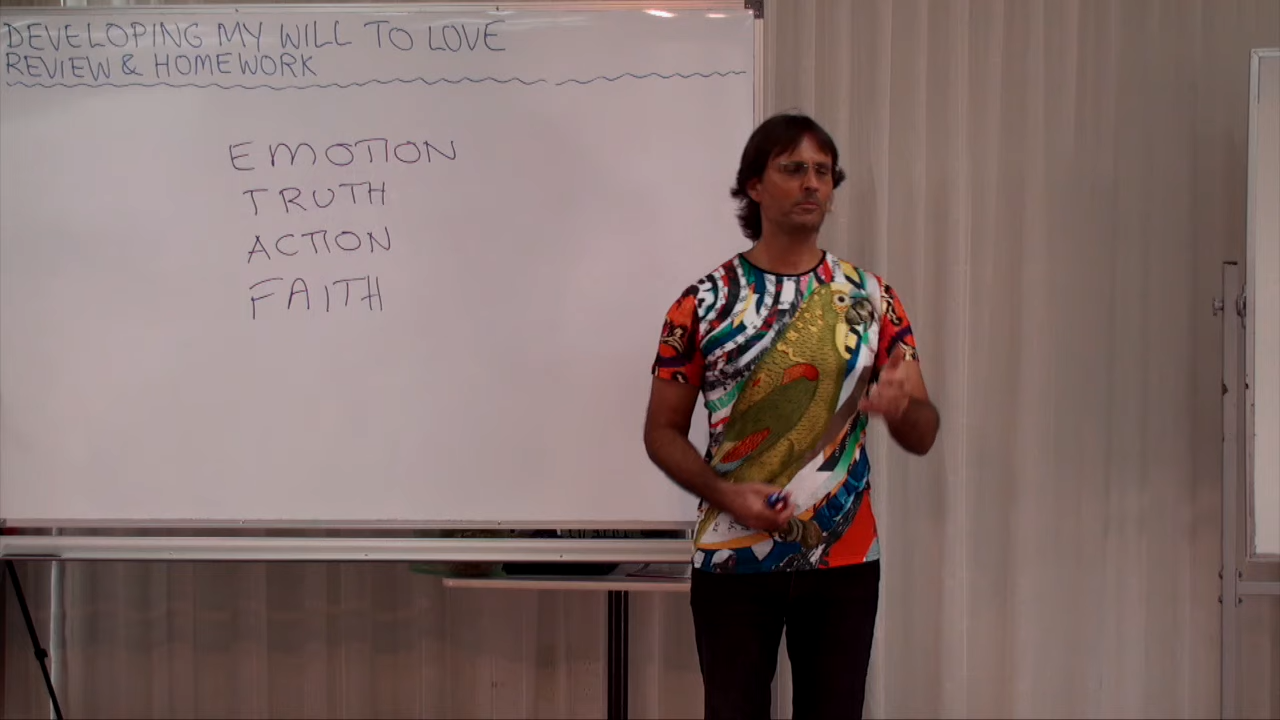 DEVELOPING MY WILL TO LOVE
REVIEW & HOMEWORK
EMOTION
TRUTH
ACTION
FAITH